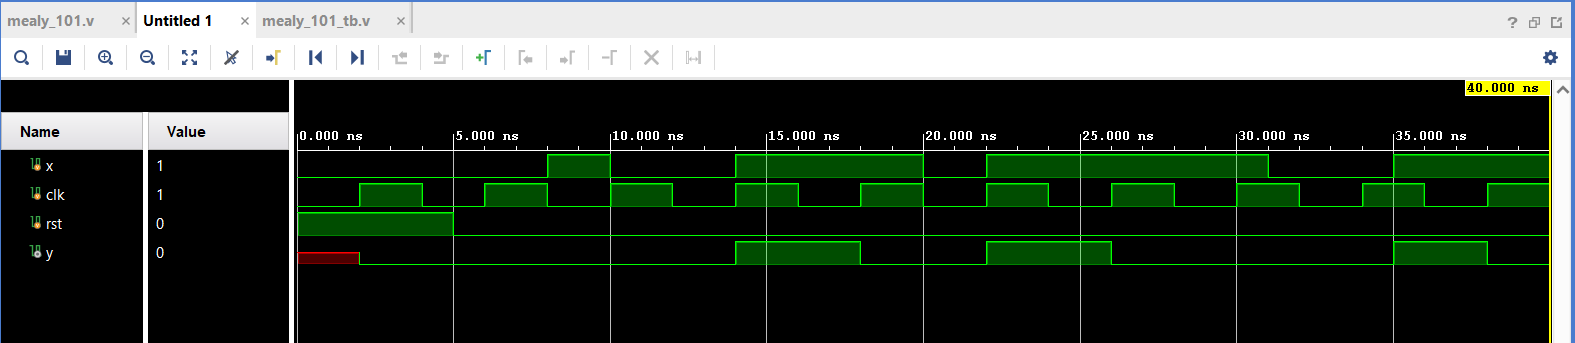 mealy_101.v × Untitled 1 × mealy_101_tb.v ×
?
40.000 ns
Name Value
0.000 ns 5.000 ns 10.000 ns 15.000 ns 20.000 ns 25.000 ns 30.000 ns 35.000 ns
x 1
clk 1
rst 0
y 0